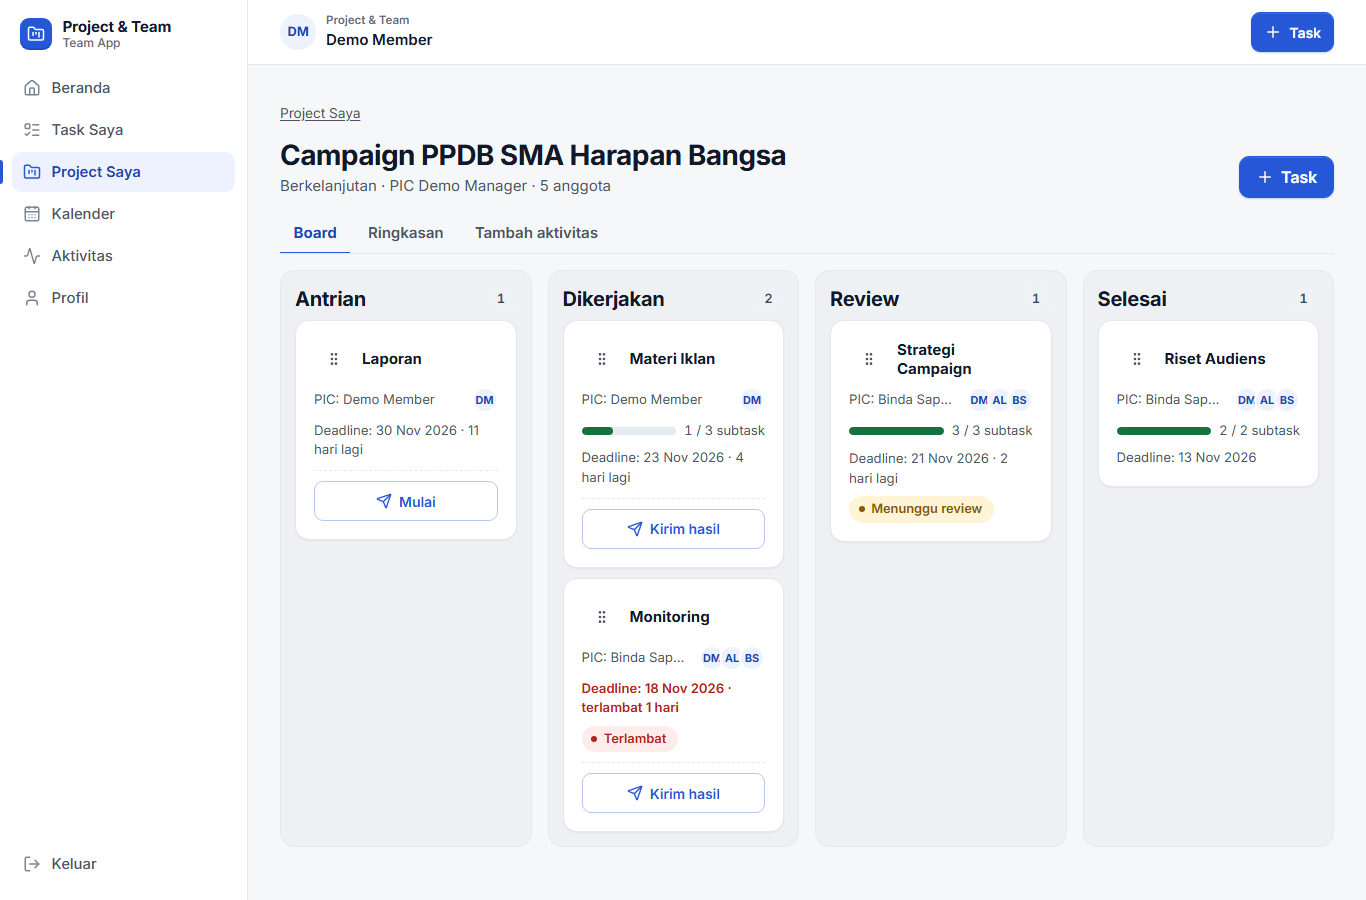 Project & Team
Team App
Beranda
Task Saya
Project Saya
Kalender
Aktivitas
Profil
Keluar
DM
Project & Team
Demo Member
Task
Project Saya
Campaign PPDB SMA Harapan Bangsa
Berkelanjutan · PIC Demo Manager · 5 anggota
Task
Board
Ringkasan
Tambah aktivitas
Antrian
1
Laporan
PIC: Demo Member
DM
Deadline: 30 Nov 2026 · 11
hari lagi
Mulai
Dikerjakan
2
Materi Iklan
PIC: Demo Member
DM
1 / 3 subtask
Deadline: 23 Nov 2026 · 4
hari lagi
Kirim hasil
Monitoring
PIC: Binda Sap...
DM AL BS
Deadline: 18 Nov 2026 ·
terlambat 1 hari
Terlambat
Kirim hasil
Review
1
Strategi
Campaign
PIC: Binda Sap...
DM AL BS
3 / 3 subtask
Deadline: 21 Nov 2026 · 2
hari lagi
Menunggu review
Selesai
1
Riset Audiens
PIC: Binda Sap...
DM AL BS
2 / 2 subtask
Deadline: 13 Nov 2026